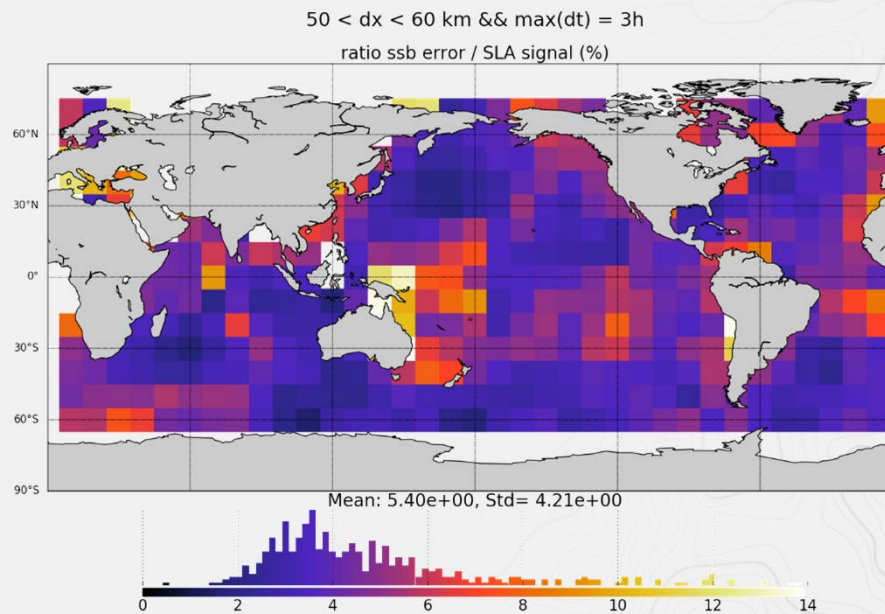 50 < dx < 60 km && max(dt) = 3h
ratio ssb error / SLA signal (%)
60°N
30°N
0°
30°S
60°S
90°S
Mean: 5.40e+00, Std= 4.21e+00
0 2 4 6 8 10 12 14